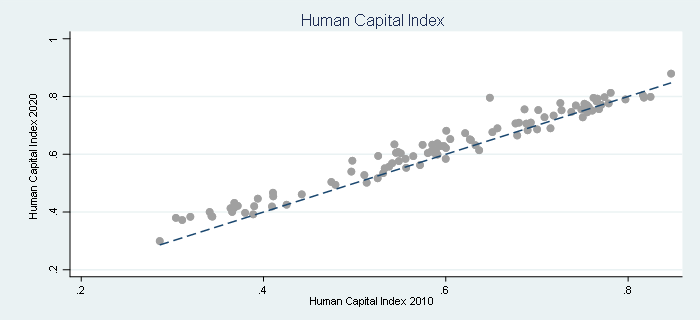 Human Capital Index
Human Capital Index 2020
1
.8
.6
.4
.2
.2 .4 .6 .8
Human Capital Index 2010